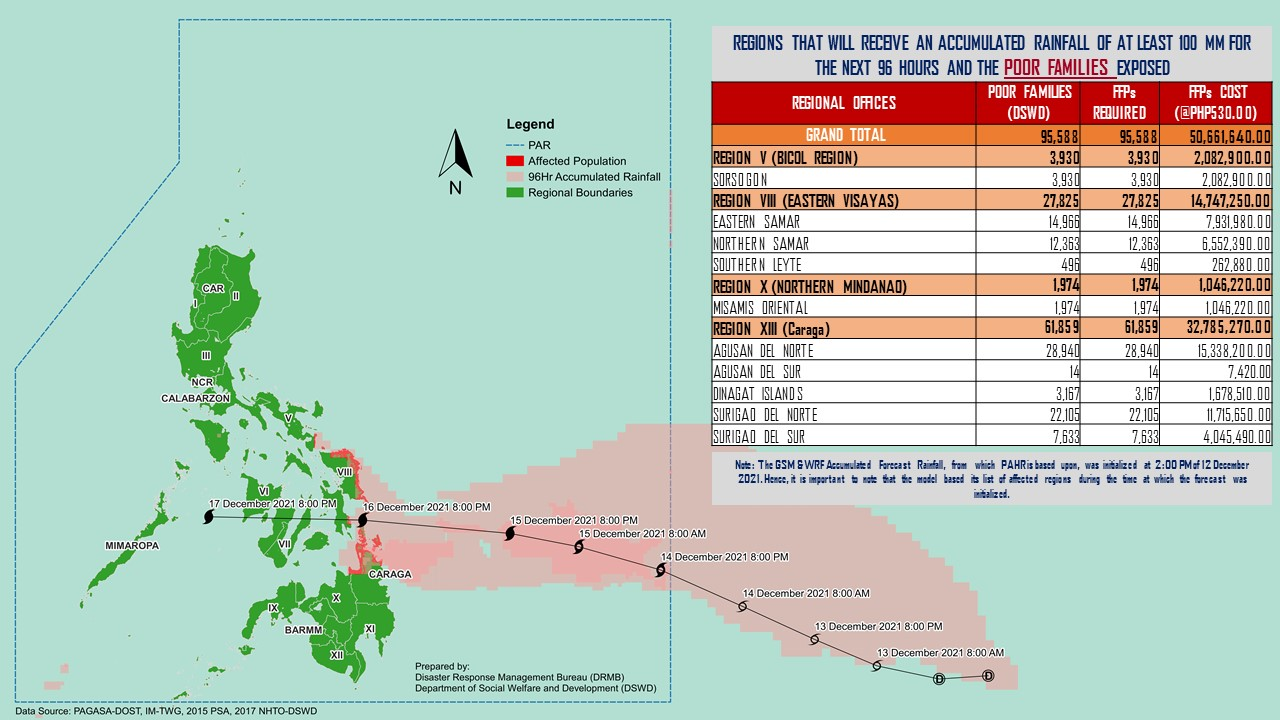 REGIONS THAT WILL RECEIVE AN ACCUMULATED RAINFALL OF AT LEAST 100 MM FOR
THE NEXT 96 HOURS AND THE POOR FAMILIES EXPOSED
REGIONAL OFFICES POOR FAMILIES (DSWD) FFPs REQUIRED FFPs COST (@PHP530.00)
GRAND TOTAL 95,588 95,588 50,661,640.00
REGION V (BICOL REGION) 3,930 3,930 2,082,900.00
SORSOGON 3,930 3,930 2,082,900.00
REGION VIII (EASTERN VISAYAS) 27,825 27,825 14,747,250.00
EASTERN SAMAR 14,966 14,966 7,931,980.00
NORTHERN SAMAR 12,363 12,363 6,552,390.00
SOUTHERN LEYTE 496 496 262,880.00
REGION X (NORTHERN MINDANAO) 1,974 1,974 1,046,220.00
MISAMIS ORIENTAL 1,974 1,974 1,046,220.00
REGION XIII (Caraga) 61,859 61,859 32,785,270.00
AGUSAN DEL NORTE 28,940 28,940 15,338,200.00
AGUSAN DEL SUR 14 14 7,420.00
DINAGAT ISLANDS 3,167 3,167 1,678,510.00
SURIGAO DEL NORTE 22,105 22,105 11,715,650.00
SURIGAO DEL SUR 7,633 7,633 4,045,490.00
Note: The GSM & WRF Accumulated Forecast Rainfall, from which PAHR is based upon, was initialized at 2:00 PM of 12 December
2021. Hence, it is important to note that the model based its list of affected regions during the time at which the forecast was
initialized.
Legend
PAR
Affected Population
96Hr Accumulated Rainfall
Regional Boundaries
N
CAR
I
II
III
NCR
CALABARZON
V
VIII
VI
17 December 2021 8:00 PM
16 December 2021 8:00 PM
15 December 2021 8:00 PM
15 December 2021 8:00 AM
VII
MIMAROPA
14 December 2021 8:00 PM
CARAGA
14 December 2021 8:00 AM
X
IX
13 December 2021 8:00 PM
BARMM
XI
XII
13 December 2021 8:00 AM
D
D
Prepared by:
Disaster Response Management Bureau (DRMB)
Department of Social Welfare and Development (DSWD)
Data Source: PAGASA-DOST, IM-TWG, 2015 PSA, 2017 NHTO-DSWD